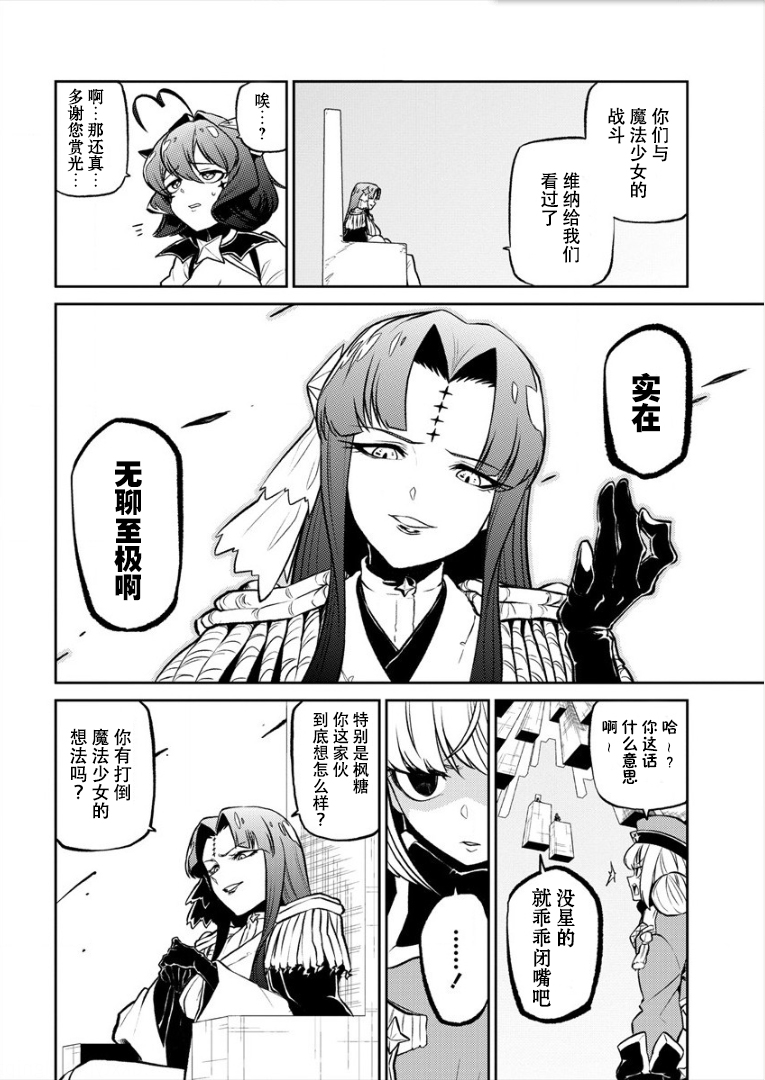 你们与
魔法少女的
战斗
维纳给我们
看过了
唉…?
啊…那还真…
多谢您赏光…
实在
无聊至极啊
哈~?
你这话
什么意思
啊~
没星的
就乖乖闭
嘴吧
……!
特别是枫糖
你这家伙
到底想怎么样?
你有打倒
魔法少女的
想法吗?